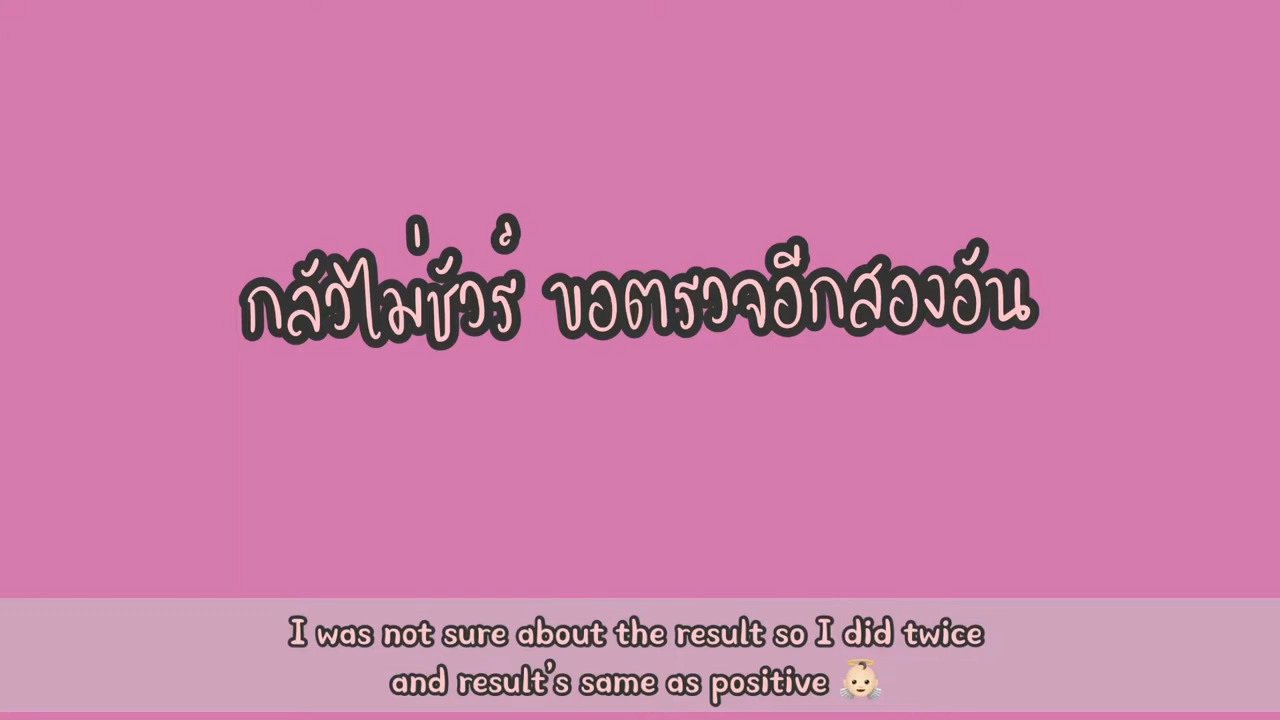 กลัวไม่ชัวร์ ขอตรวจอีกสองอัน
I was not sure about the result so I did twice
and result's same as positive 👼🏻